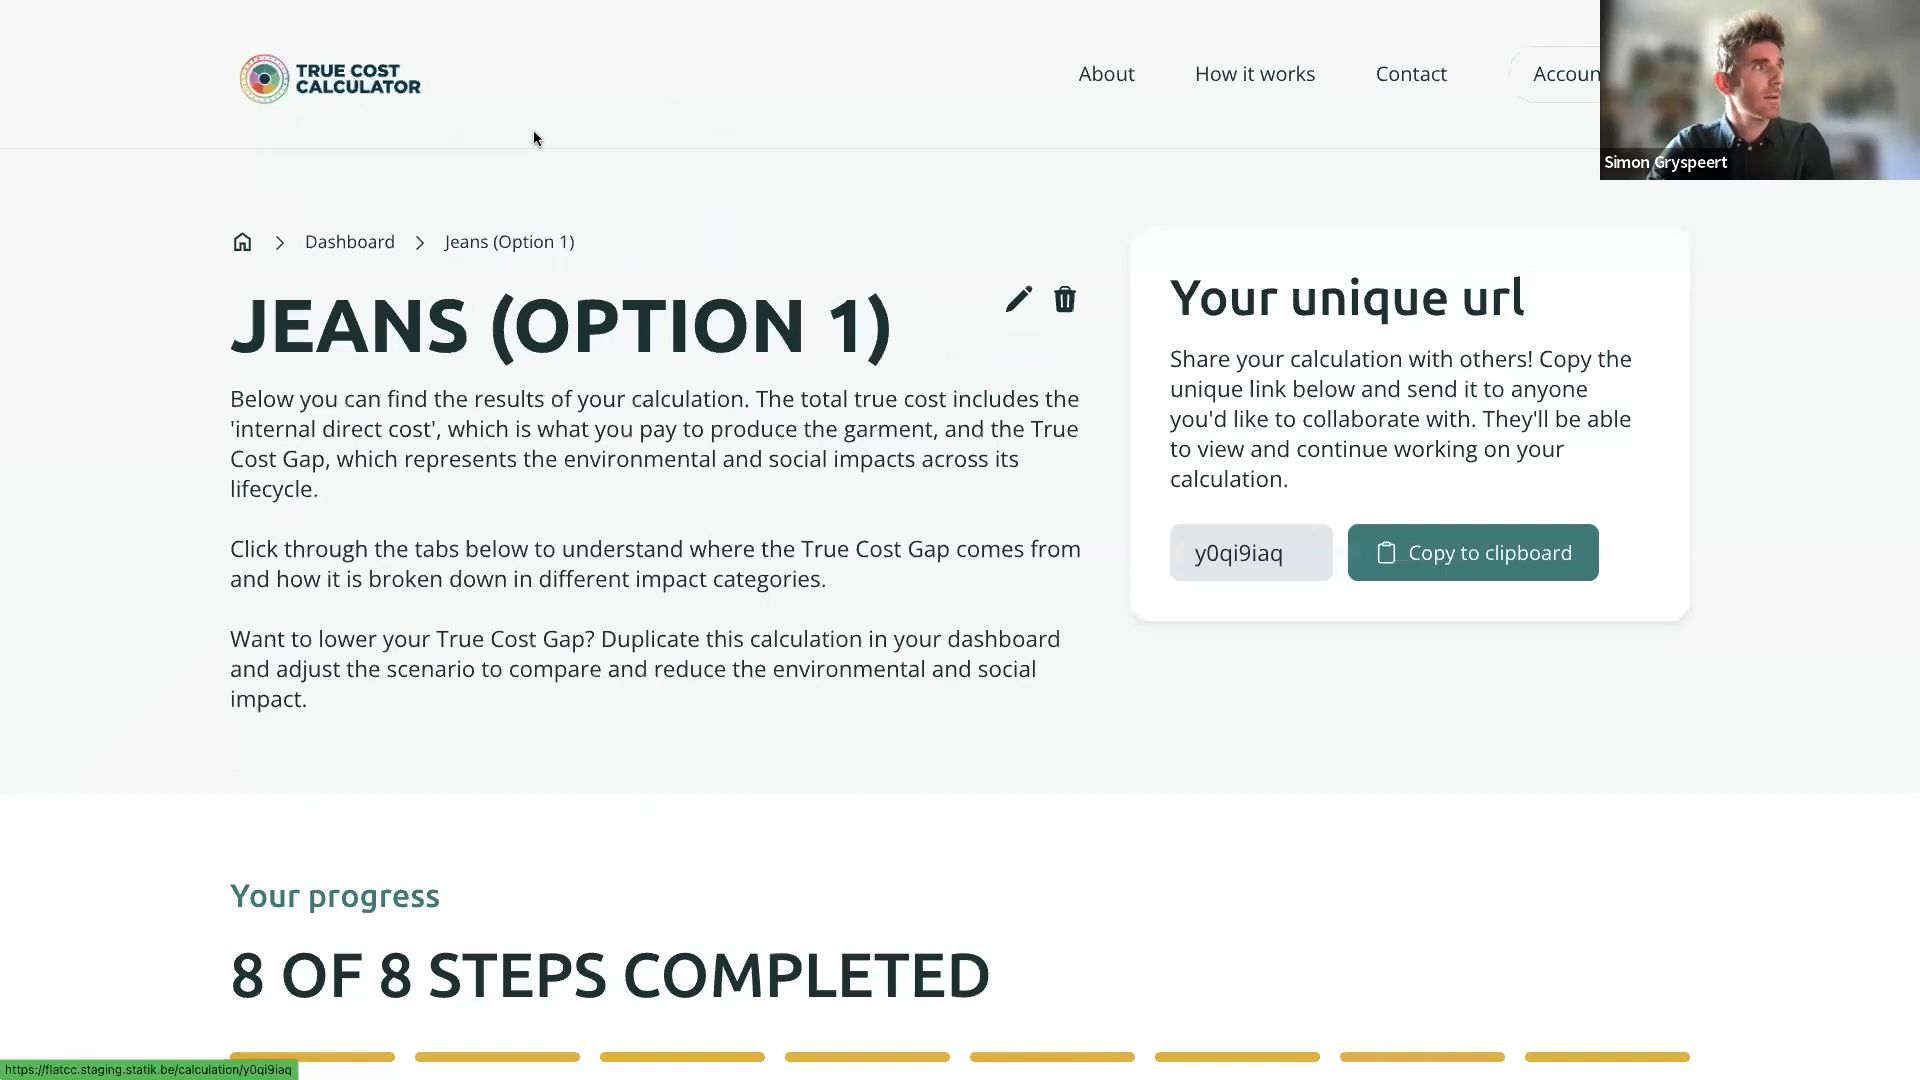 TRUE COST
CALCULATOR
About
How it works
Contact
Accoun
Simon Gryspeert
Dashboard
Jeans (Option 1)
JEANS (OPTION 1)
Below you can find the results of your calculation. The total true cost includes the
'internal direct cost', which is what you pay to produce the garment, and the True
Cost Gap, which represents the environmental and social impacts across its
lifecycle.
Click through the tabs below to understand where the True Cost Gap comes from
and how it is broken down in different impact categories.
Want to lower your True Cost Gap? Duplicate this calculation in your dashboard
and adjust the scenario to compare and reduce the environmental and social
impact.
Your unique url
Share your calculation with others! Copy the
unique link below and send it to anyone
you'd like to collaborate with. They'll be able
to view and continue working on your
calculation.
y0qi9iaq
Copy to clipboard
Your progress
8 OF 8 STEPS COMPLETED
https://flatcc.staging.statik.be/calculation/y0qi9iaq